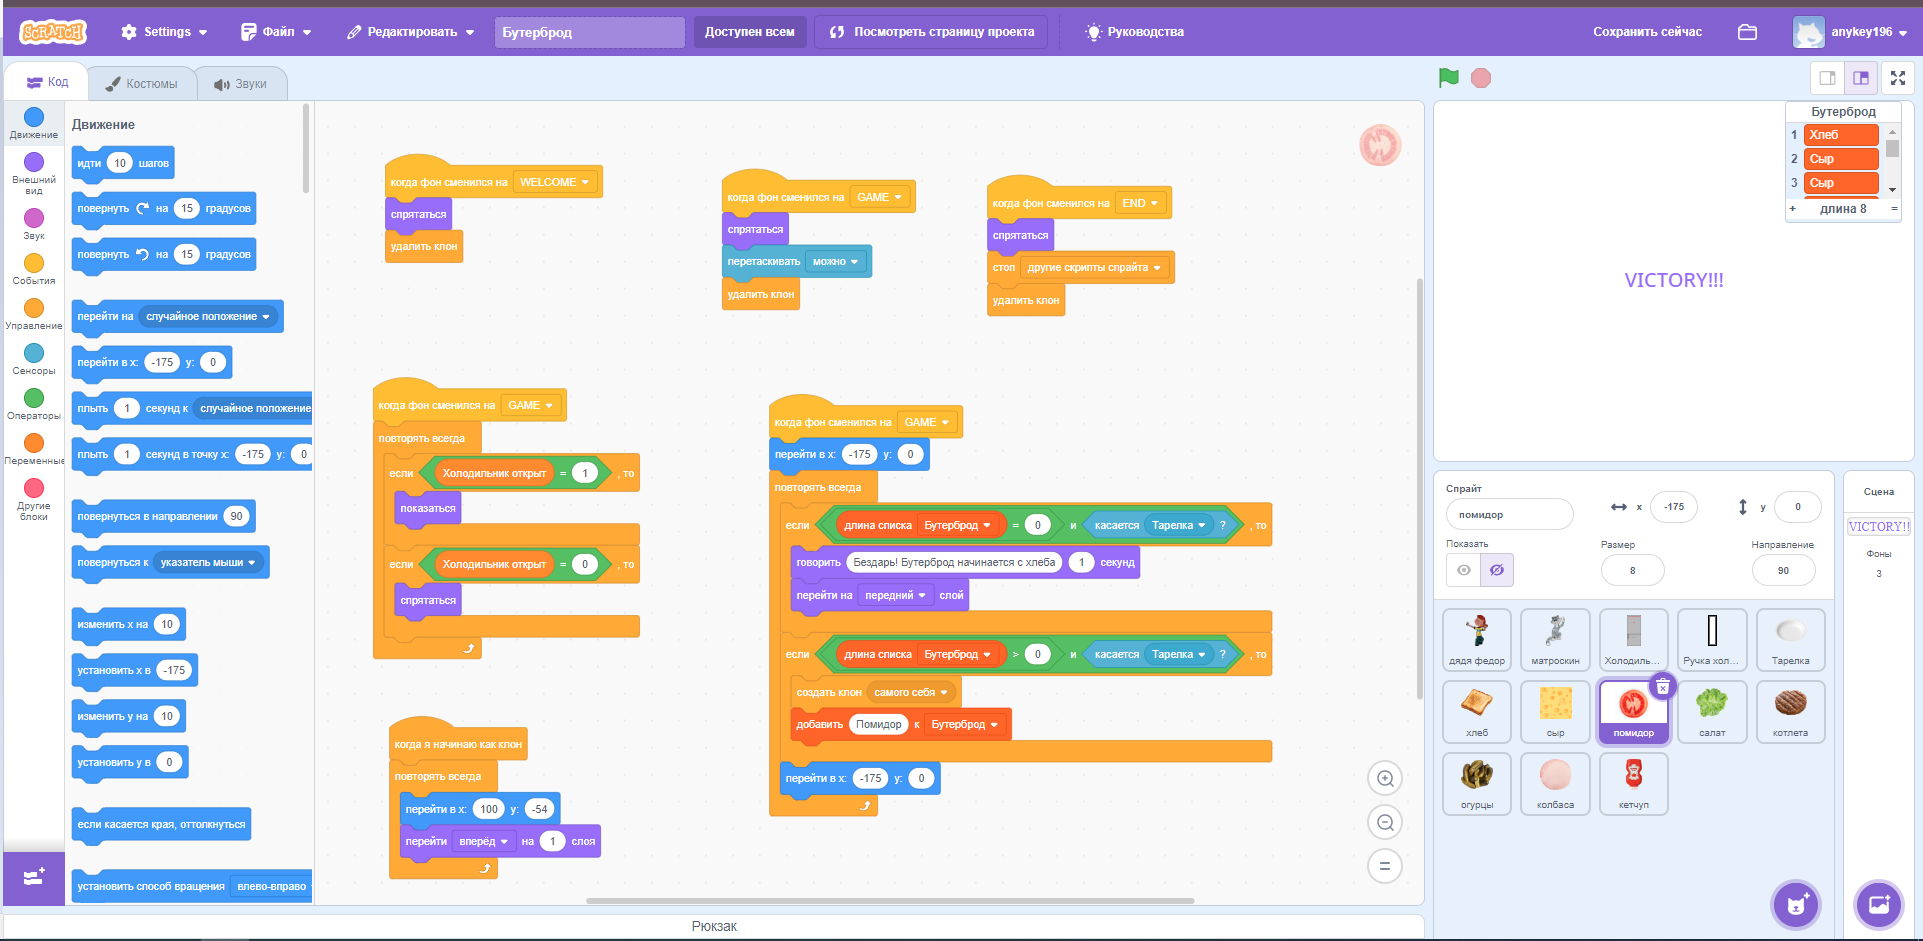 SCRATCH
Settings
Файл
Редактировать
Бутерброд
Доступен всем
Посмотреть страницу проекта
Руководства
Сохранить сейчас
anykey196
Код
Костюмы
Звуки
Движение
Внешний вид
Звук
События
Управление
Сенсоры
Операторы
Переменные
Другие блоки
Движение
идти 10 шагов
повернуть на 15 градусов
повернуть на 15 градусов
перейти на случайное положение
перейти в x: -175 y: 0
плыть 1 секунд к случайное положение
плыть 1 секунд в точку x: -175 y: 0
повернуться в направлении 90
повернуться к указатель мыши
изменить x на 10
установить x в -175
изменить y на 10
установить y в 0
если касается края, оттолкнуться
установить способ вращения влево-вправо
когда фон сменился на WELCOME
спрятаться
удалить клон
когда фон сменился на GAME
спрятаться
перетаскивать можно
удалить клон
когда фон сменился на END
спрятаться
стоп другие скрипты спрайта
удалить клон
когда фон сменился на GAME
повторять всегда
если Холодильник открыт = 1 , то
показаться
если Холодильник открыт = 0 , то
спрятаться
когда я начинаю как клон
повторять всегда
перейти в x: 100 y: -54
перейти вперёд на 1 слоя
когда фон сменился на GAME
перейти в x: -175 y: 0
повторять всегда
если длина списка Бутерброд = 0 и касается Тарелка ? , то
говорить Бездарь! Бутерброд начинается с хлеба 1 секунд
перейти на передний слой
если длина списка Бутерброд > 0 и касается Тарелка ? , то
создать клон самого себя
добавить Помидор к Бутерброд
перейти в x: -175 y: 0
Рюкзак
Бутерброд
1 Хлеб
2 Сыр
3 Сыр
+ длина 8 =
VICTORY!!!
Спрайт
помидор
x -175
y 0
Показать
Размер
8
Направление
90
дядя федор
матроскин
Холодиль...
Ручка хол...
Тарелка
хлеб
сыр
помидор
салат
котлета
огурцы
колбаса
кетчуп
Сцена
VICTORY!!
Фоны
3